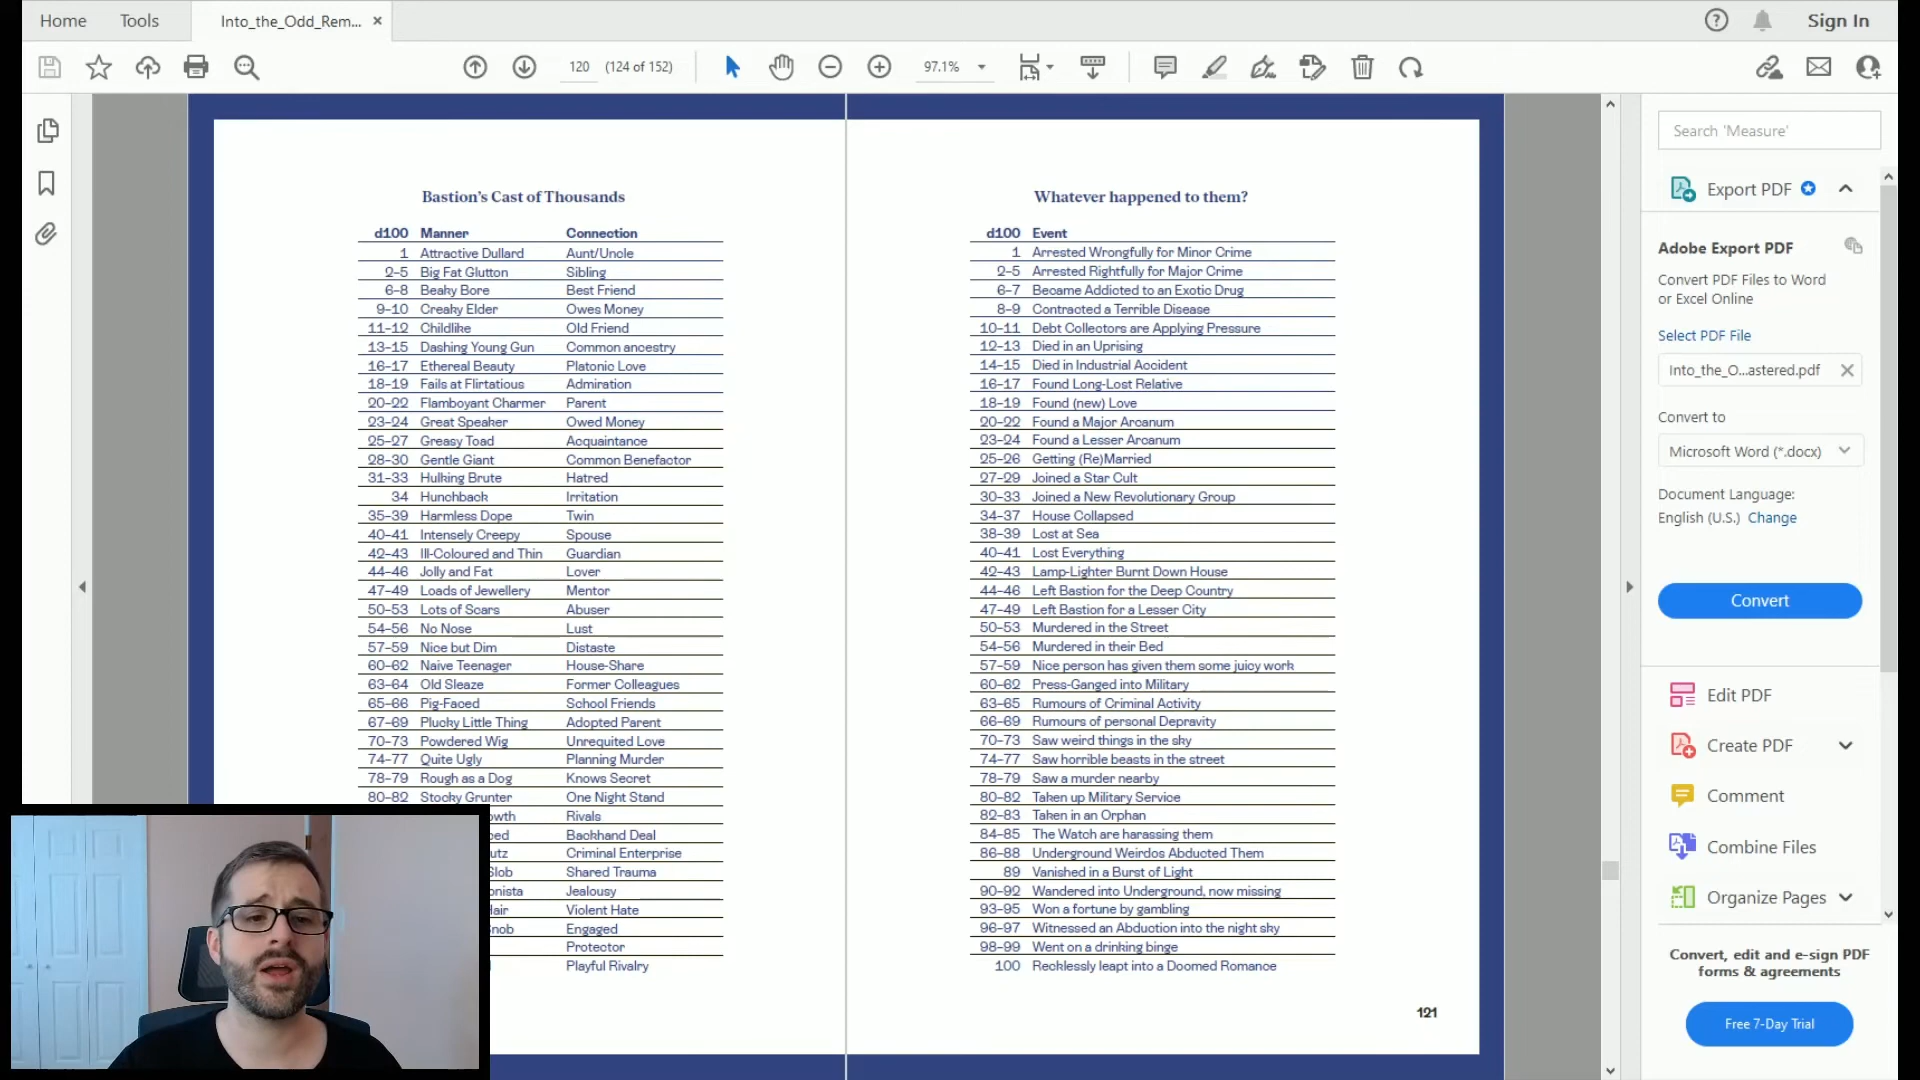 Home Tools Into_the_Odd_Rem... × Sign In
120 (124 of 152) 97.1%
Search 'Measure'
Export PDF
Adobe Export PDF
Convert PDF Files to Word
or Excel Online
Select PDF File
Into_the_O...astered.pdf
Convert to
Microsoft Word (*.docx)
Document Language:
English (U.S.) Change
Convert
Edit PDF
Create PDF
Comment
Combine Files
Organize Pages
Convert, edit and e-sign PDF
forms & agreements
Free 7-Day Trial
Bastion's Cast of Thousands
d100 Manner Connection
1 Attractive Dullard Aunt/Uncle
2–5 Big Fat Glutton Sibling
6–8 Beaky Bore Best Friend
9–10 Creaky Elder Owes Money
11–12 Childlike Old Friend
13–15 Dashing Young Gun Common ancestry
16–17 Ethereal Beauty Platonic Love
18–19 Fails at Flirtatious Admiration
20–22 Flamboyant Charmer Parent
23–24 Great Speaker Owed Money
25–27 Greasy Toad Acquaintance
28–30 Gentle Giant Common Benefactor
31–33 Hulking Brute Hatred
34 Hunchback Irritation
35–39 Harmless Dope Twin
40–41 Intensely Creepy Spouse
42–43 Ill-Coloured and Thin Guardian
44–46 Jolly and Fat Lover
47–49 Loads of Jewellery Mentor
50–53 Lots of Scars Abuser
54–56 No Nose Lust
57–59 Nice but Dim Distaste
60–62 Naive Teenager House-Share
63–64 Old Sleaze Former Colleagues
65–66 Pig-Faced School Friends
67–69 Plucky Little Thing Adopted Parent
70–73 Powdered Wig Unrequited Love
74–77 Quite Ugly Planning Murder
78–79 Rough as a Dog Knows Secret
80–82 Stocky Grunter One Night Stand
owth Rivals
ed Backhand Deal
utz Criminal Enterprise
Slob Shared Trauma
onista Jealousy
Hair Violent Hate
Snob Engaged
Protector
Playful Rivalry
Whatever happened to them?
d100 Event
1 Arrested Wrongfully for Minor Crime
2–5 Arrested Rightfully for Major Crime
6–7 Became Addicted to an Exotic Drug
8–9 Contracted a Terrible Disease
10–11 Debt Collectors are Applying Pressure
12–13 Died in an Uprising
14–15 Died in Industrial Accident
16–17 Found Long-Lost Relative
18–19 Found (new) Love
20–22 Found a Major Arcanum
23–24 Found a Lesser Arcanum
25–26 Getting (Re)Married
27–29 Joined a Star Cult
30–33 Joined a New Revolutionary Group
34–37 House Collapsed
38–39 Lost at Sea
40–41 Lost Everything
42–43 Lamp-Lighter Burnt Down House
44–46 Left Bastion for the Deep Country
47–49 Left Bastion for a Lesser City
50–53 Murdered in the Street
54–56 Murdered in their Bed
57–59 Nice person has given them some juicy work
60–62 Press-Ganged into Military
63–65 Rumours of Criminal Activity
66–69 Rumours of personal Depravity
70–73 Saw weird things in the sky
74–77 Saw horrible beasts in the street
78–79 Saw a murder nearby
80–82 Taken up Military Service
82–83 Taken in an Orphan
84–85 The Watch are harassing them
86–88 Underground Weirdos Abducted Them
89 Vanished in a Burst of Light
90–92 Wandered into Underground, now missing
93–95 Won a fortune by gambling
96–97 Witnessed an Abduction into the night sky
98–99 Went on a drinking binge
100 Recklessly leapt into a Doomed Romance
121